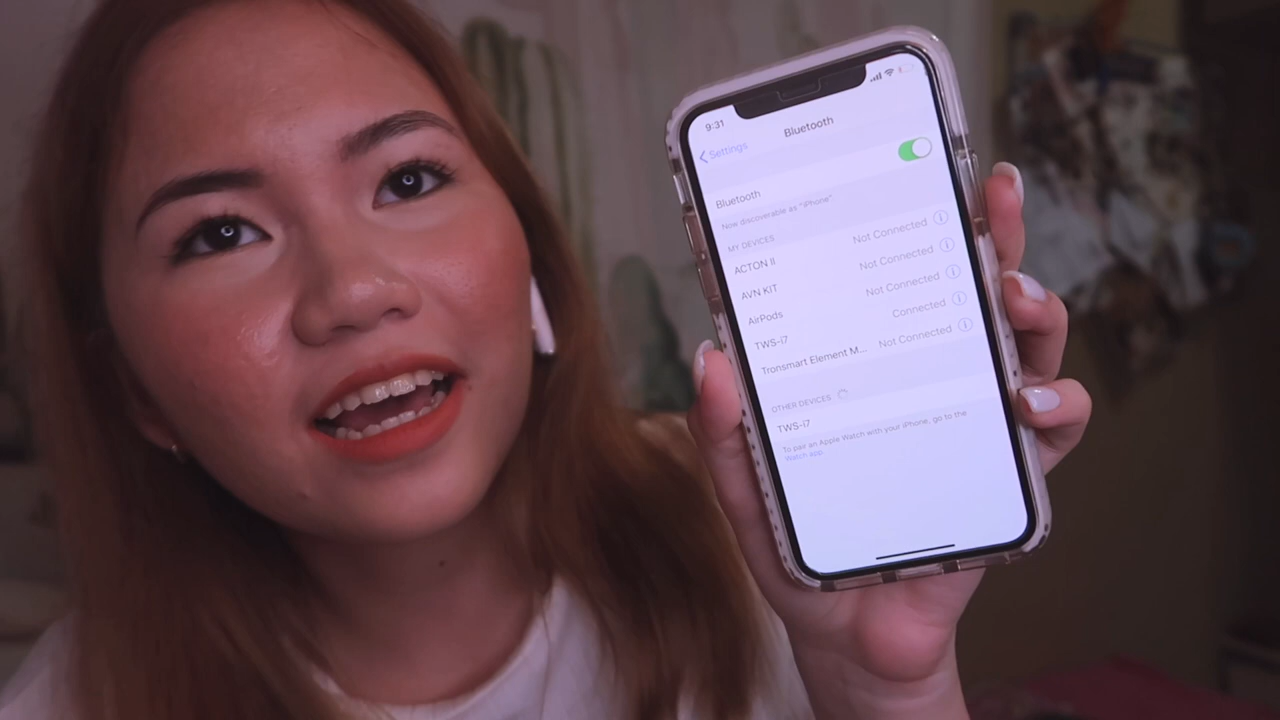 9:31
Settings
Bluetooth
Bluetooth
Now discoverable as "iPhone"
MY DEVICES
ACTON II Not Connected
AVN KIT Not Connected
AirPods Not Connected
TWS-i7 Connected
Tronsmart Element M... Not Connected
OTHER DEVICES
TWS-i7
To pair an Apple Watch with your iPhone, go to the
Watch app.